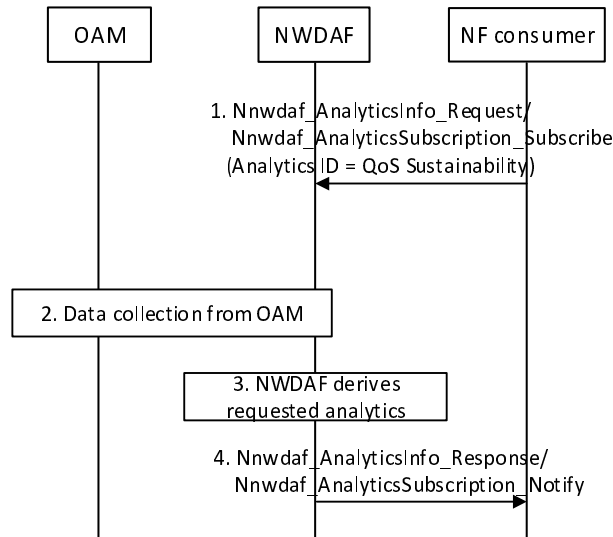 OAM
NWDAF
NF consumer
1. Nnwdaf_AnalyticsInfo_Request/
Nnwdaf_AnalyticsSubscription_Subscribe
(Analytics ID = QoS Sustainability)
2. Data collection from OAM
3. NWDAF derives
requested analytics
4. Nnwdaf_AnalyticsInfo_Response/
Nnwdaf_AnalyticsSubscription_Notify